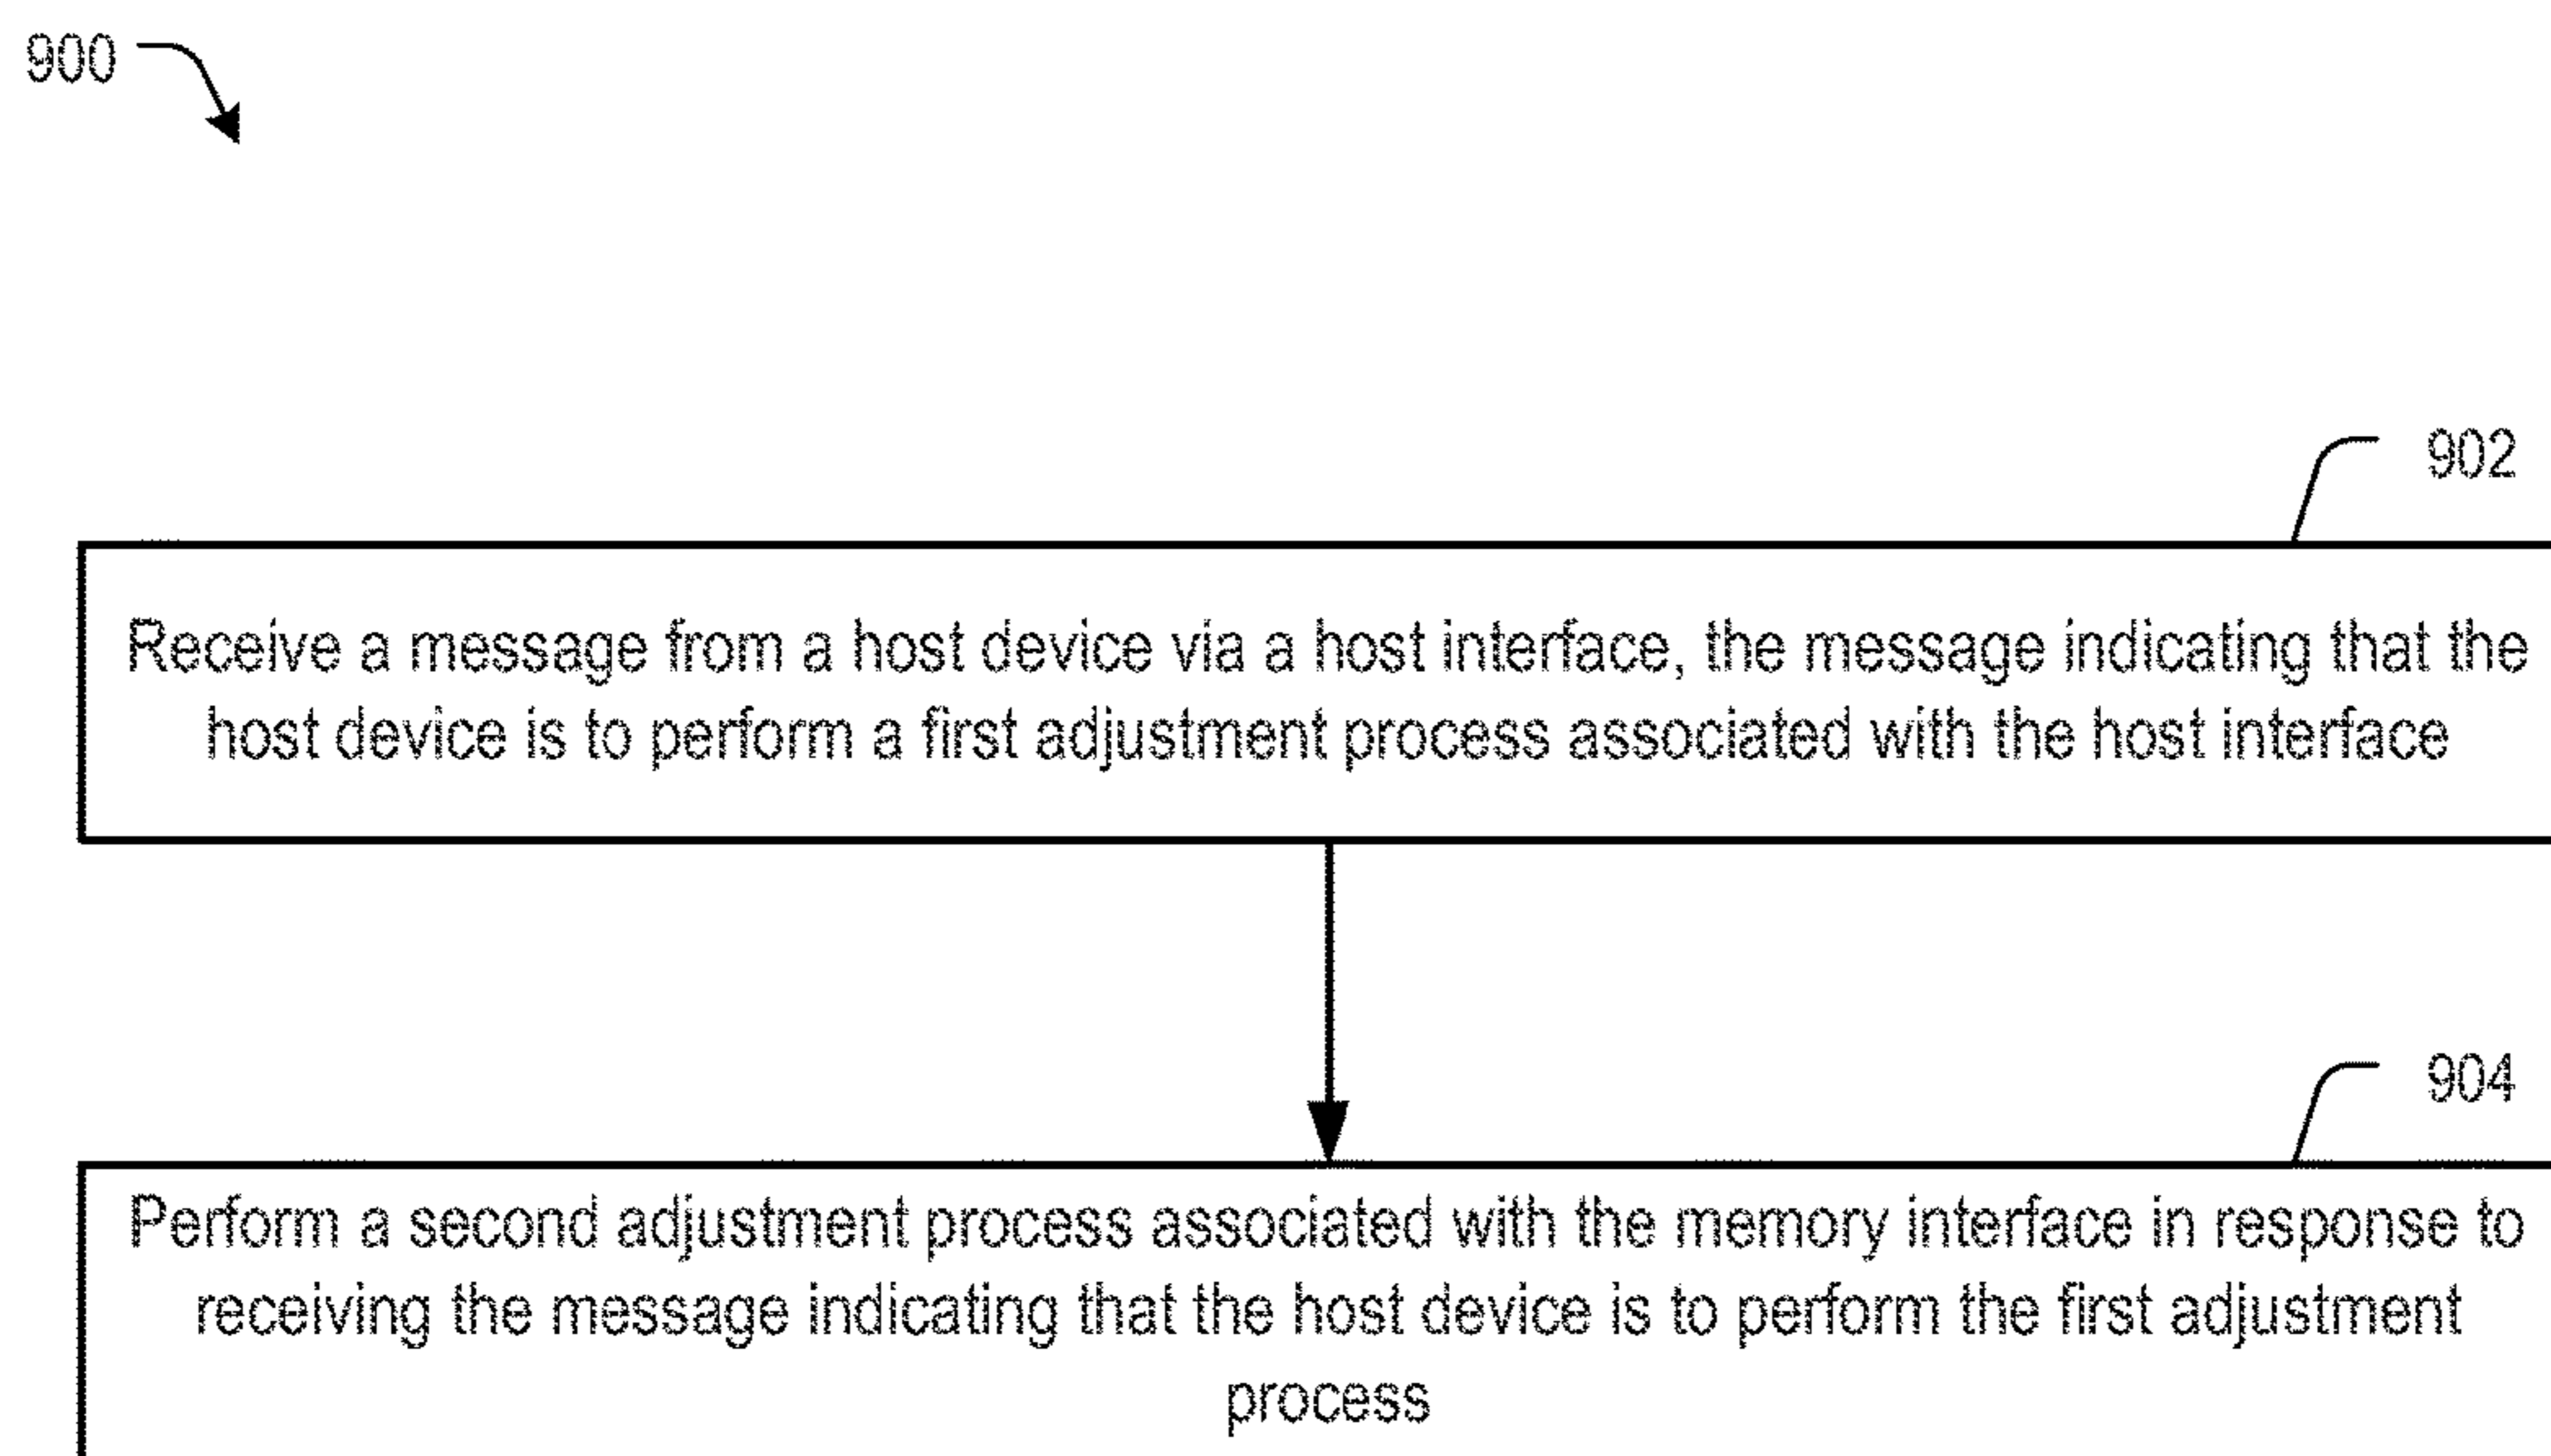 900
902
Receive a message from a host device via a host interface, the message indicating that the
host device is to perform a first adjustment process associated with the host interface
904
Perform a second adjustment process associated with the memory interface in response to
receiving the message indicating that the host device is to perform the first adjustment
process